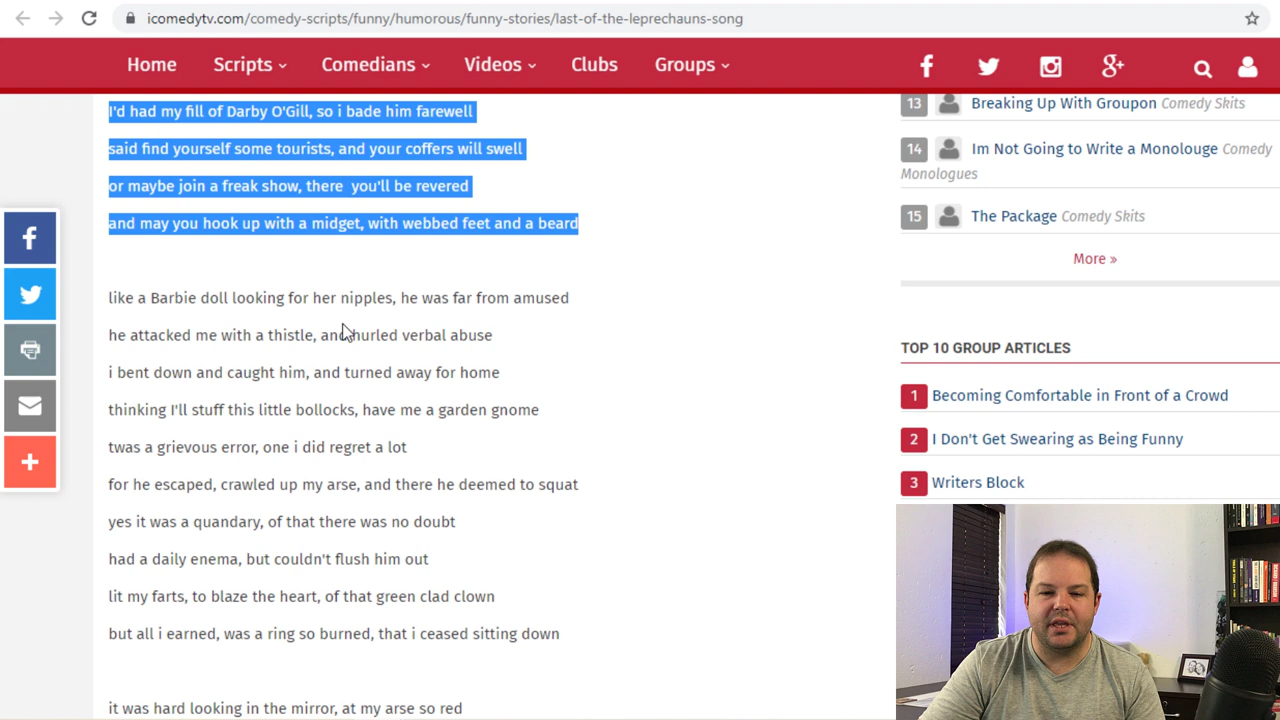 icomedytv.com/comedy-scripts/funny/humorous/funny-stories/last-of-the-leprechauns-song
Home Scripts Comedians Videos Clubs Groups
I'd had my fill of Darby O'Gill, so i bade him farewell
said find yourself some tourists, and your coffers will swell
or maybe join a freak show, there you'll be revered
and may you hook up with a midget, with webbed feet and a beard
like a Barbie doll looking for her nipples, he was far from amused
he attacked me with a thistle, and hurled verbal abuse
i bent down and caught him, and turned away for home
thinking I'll stuff this little bollocks, have me a garden gnome
twas a grievous error, one i did regret a lot
for he escaped, crawled up my arse, and there he deemed to squat
yes it was a quandary, of that there was no doubt
had a daily enema, but couldn't flush him out
lit my farts, to blaze the heart, of that green clad clown
but all i earned, was a ring so burned, that i ceased sitting down
it was hard looking in the mirror, at my arse so red
13 Breaking Up With Groupon Comedy Skits
14 Im Not Going to Write a Monolouge Comedy
Monologues
15 The Package Comedy Skits
More »
TOP 10 GROUP ARTICLES
1 Becoming Comfortable in Front of a Crowd
2 I Don't Get Swearing as Being Funny
3 Writers Block